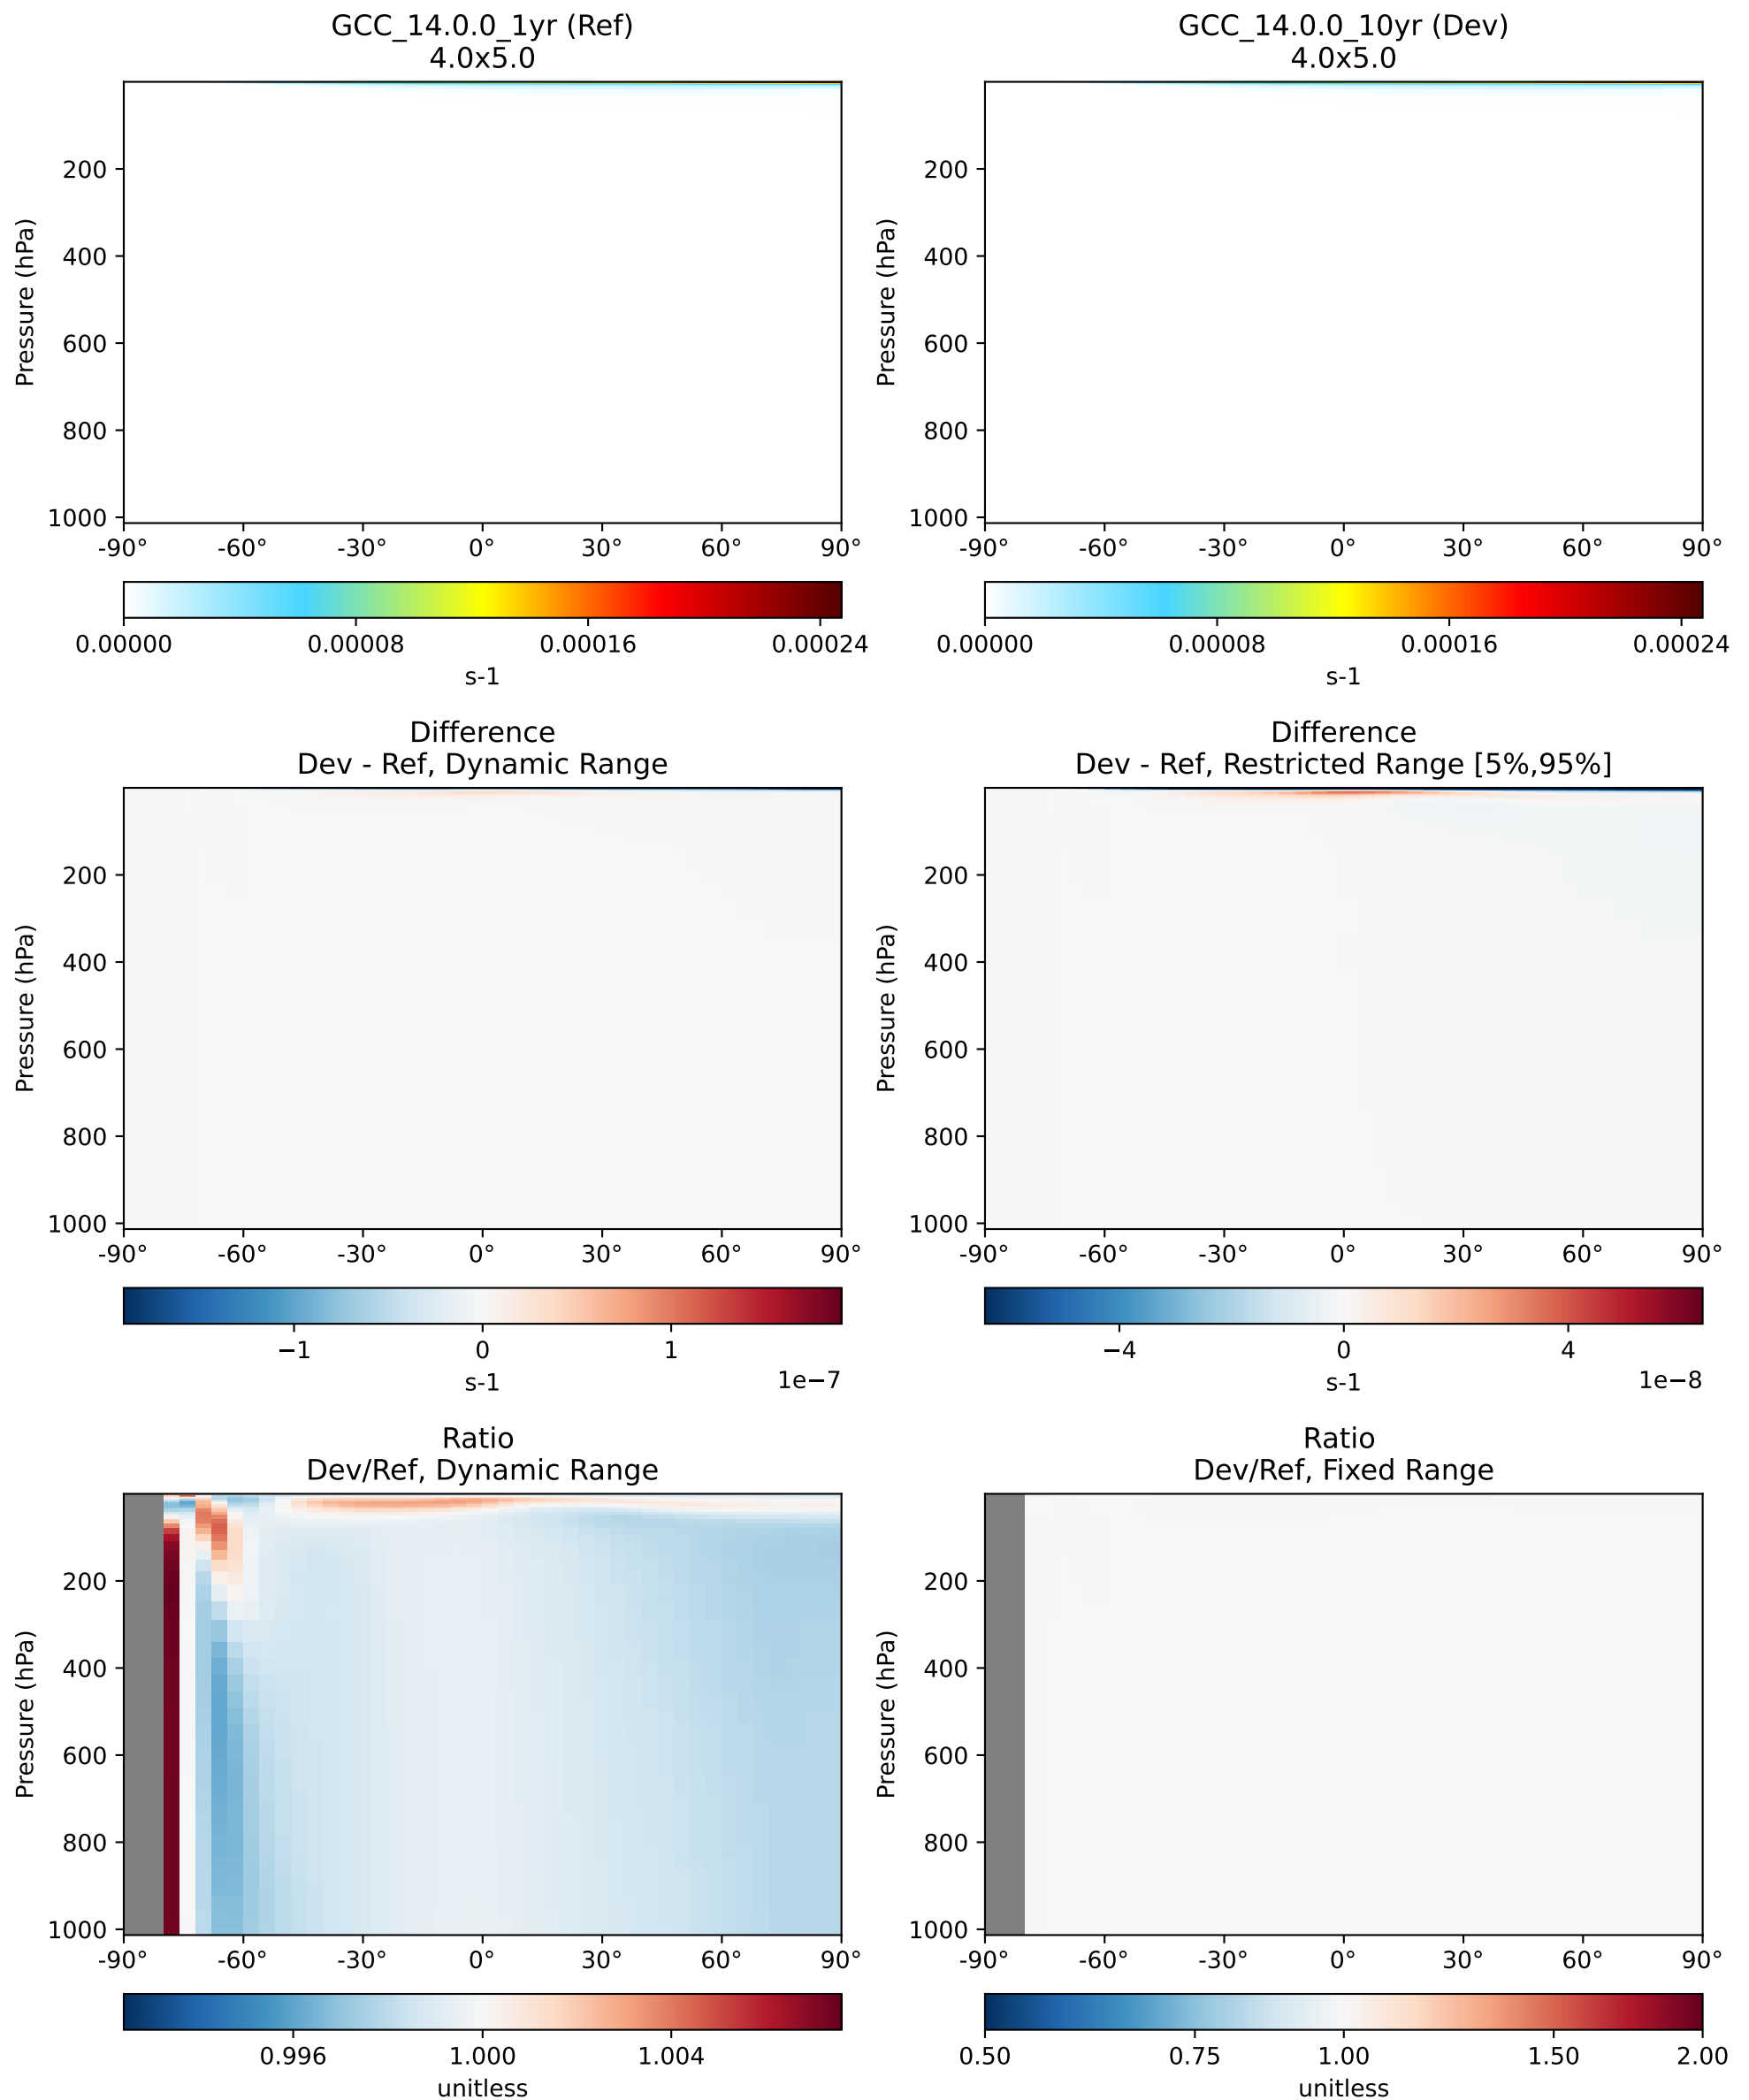 GCC_14.0.0_1yr (Ref)
4.0x5.0
Pressure (hPa)
200
400
600
800
1000
-90° -60° -30° 0° 30° 60° 90°
0.00000 0.00008 0.00016 0.00024
s-1
GCC_14.0.0_10yr (Dev)
4.0x5.0
Pressure (hPa)
200
400
600
800
1000
-90° -60° -30° 0° 30° 60° 90°
0.00000 0.00008 0.00016 0.00024
s-1
Difference
Dev - Ref, Dynamic Range
Pressure (hPa)
200
400
600
800
1000
-90° -60° -30° 0° 30° 60° 90°
−1 0 1
s-1 1e−7
Difference
Dev - Ref, Restricted Range [5%,95%]
Pressure (hPa)
200
400
600
800
1000
-90° -60° -30° 0° 30° 60° 90°
−4 0 4
s-1 1e−8
Ratio
Dev/Ref, Dynamic Range
Pressure (hPa)
200
400
600
800
1000
-90° -60° -30° 0° 30° 60° 90°
0.996 1.000 1.004
unitless
Ratio
Dev/Ref, Fixed Range
Pressure (hPa)
200
400
600
800
1000
-90° -60° -30° 0° 30° 60° 90°
0.50 0.75 1.00 1.50 2.00
unitless